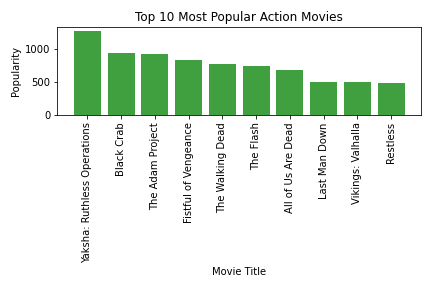 Top 10 Most Popular Action Movies
Popularity
1000
500
0
Yaksha: Ruthless Operations
Black Crab
The Adam Project
Fistful of Vengeance
The Walking Dead
The Flash
All of Us Are Dead
Last Man Down
Vikings: Valhalla
Restless
Movie Title